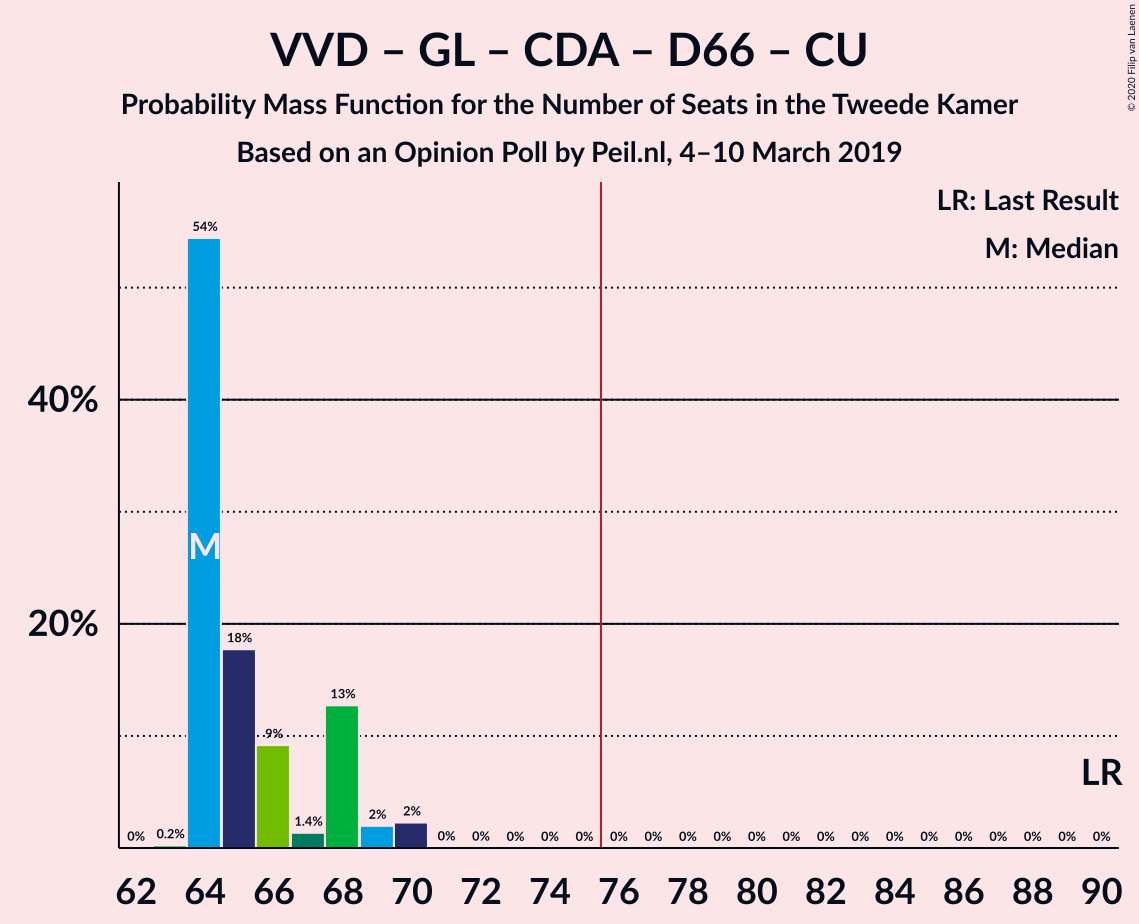 VVD – GL – CDA – D66 – CU
Probability Mass Function for the Number of Seats in the Tweede Kamer
Based on an Opinion Poll by Peil.nl, 4–10 March 2019
© 2020 Filip van Laenen
LR: Last Result
M: Median
54%
40%
M
20%
18%
13%
9%
LR
0% 0.2% 1.4% 2% 2% 0% 0% 0% 0% 0% 0% 0% 0% 0% 0% 0% 0% 0% 0% 0% 0% 0% 0% 0% 0%
62 64 66 68 70 72 74 76 78 80 82 84 86 88 90